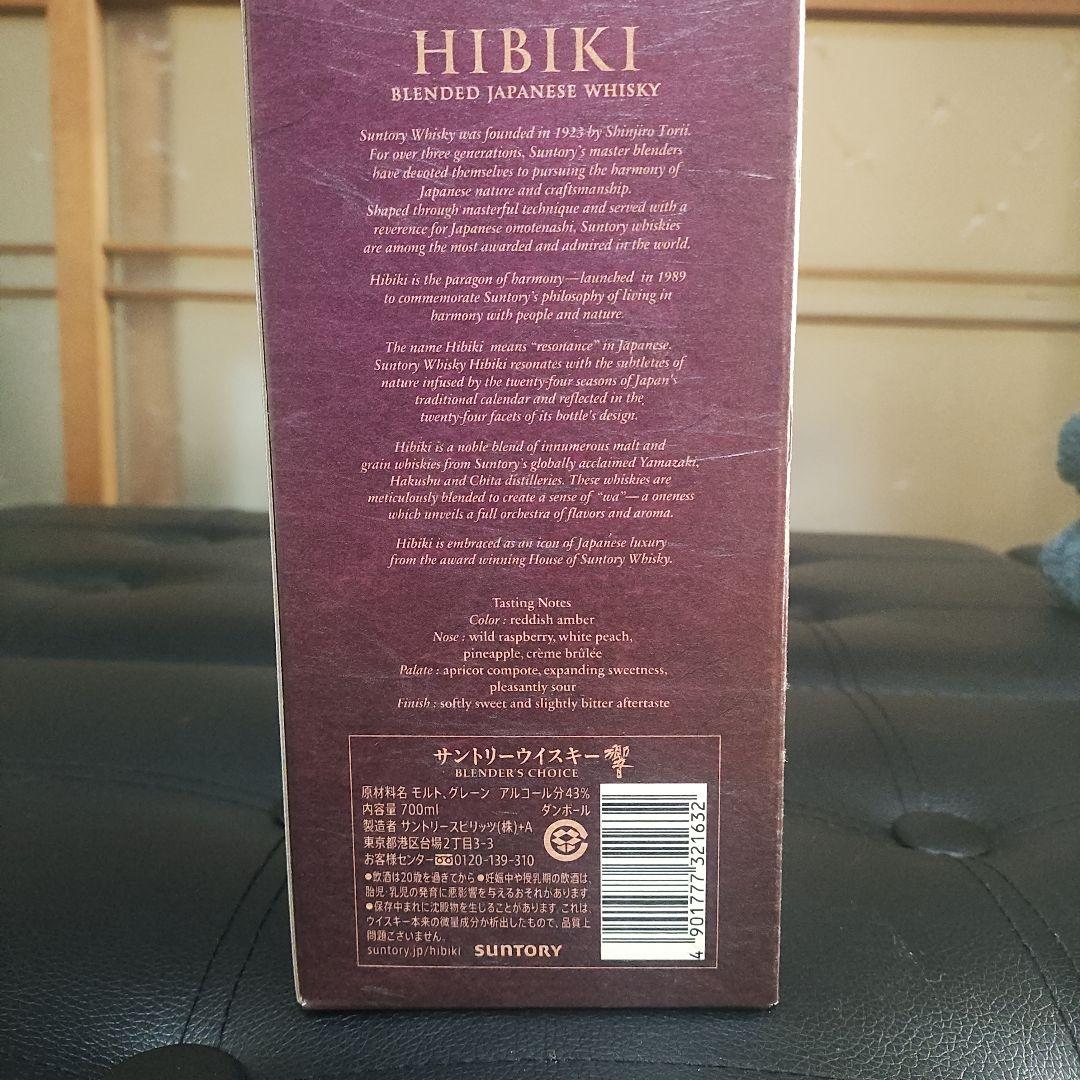 HIBIKI
BLENDED JAPANESE WHISKY
Suntory Whisky was founded in 1923 by Shinjiro Torii.
For over three generations, Suntory's master blenders
have devoted themselves to pursuing the harmony of
Japanese nature and craftsmanship.
Shaped through masterful technique and served with a
reverence for Japanese omotenashi, Suntory whiskies
are among the most awarded and admired in the world.
Hibiki is the paragon of harmony—launched in 1989
to commemorate Suntory's philosophy of living in
harmony with people and nature.
The name Hibiki means "resonance" in Japanese.
Suntory Whisky Hibiki resonates with the subtleties of
nature infused by the twenty-four seasons of Japan's
traditional calendar and reflected in the
twenty-four facets of its bottle's design.
Hibiki is a noble blend of innumerous malt and
grain whiskies from Suntory's globally acclaimed Yamazaki,
Hakushu and Chita distilleries. These whiskies are
meticulously blended to create a sense of "wa"— a oneness
which unveils a full orchestra of flavors and aroma.
Hibiki is embraced as an icon of Japanese luxury
from the award winning House of Suntory Whisky.
Tasting Notes
Color : reddish amber
Nose : wild raspberry, white peach,
pineapple, crème brûlée
Palate : apricot compote, expanding sweetness,
pleasantly sour
Finish : softly sweet and slightly bitter aftertaste
サントリーウイスキー響
BLENDER'S CHOICE
原材料名 モルト、グレーン アルコール分43%
内容量 700ml ダンボール
製造者 サントリースピリッツ(株)+A
東京都港区台場2丁目3-3
お客様センター 0120-139-310
●飲酒は20歳を過ぎてから ●妊娠中や授乳期の飲酒は、
胎児・乳児の発育に悪影響を与えるおそれがあります。
●保存中まれに沈殿物を生じることがあります。これは、
ウイスキー本来の微量成分が析出したもので、品質上
問題ございません。
suntory.jp/hibiki SUNTORY
4 901777 321632